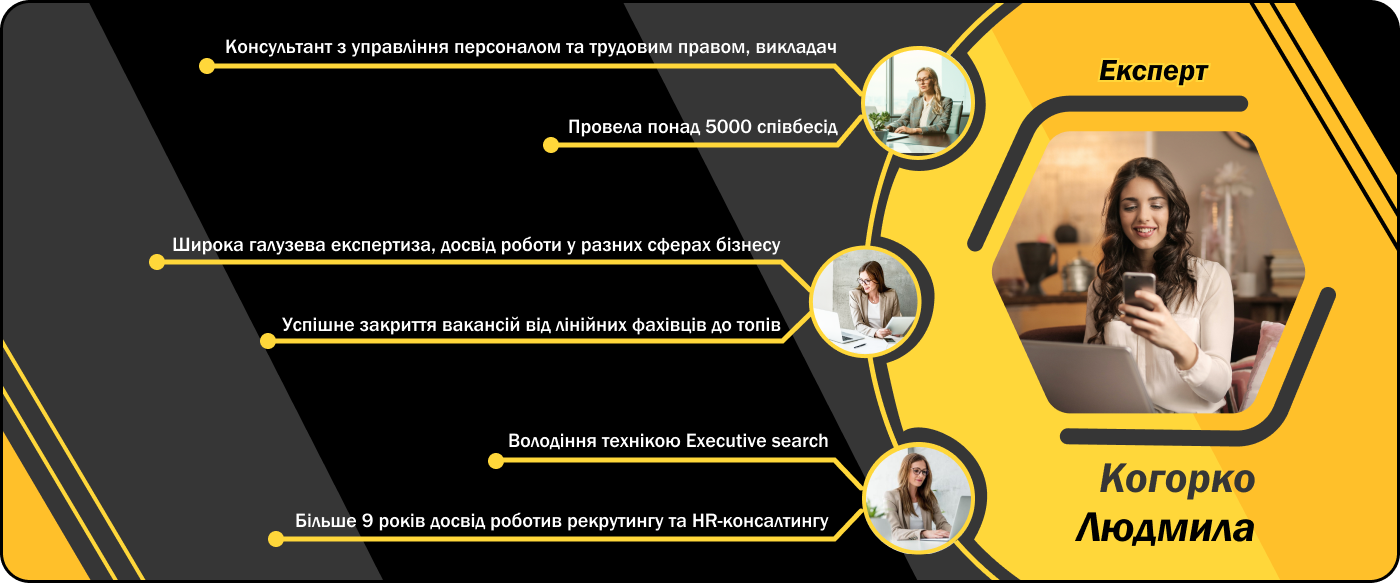 Консультант з управління персоналом та трудовим правом, викладач
Провела понад 5000 співбесід
Широка галузева експертиза, досвід роботи у разних сферах бізнесу
Успішне закриття вакансій від лінійних фахівців до топів
Володіння технікою Executive search
Більше 9 років досвід роботив рекрутингу та HR-консалтингу
Експерт
Когорко
Людмила